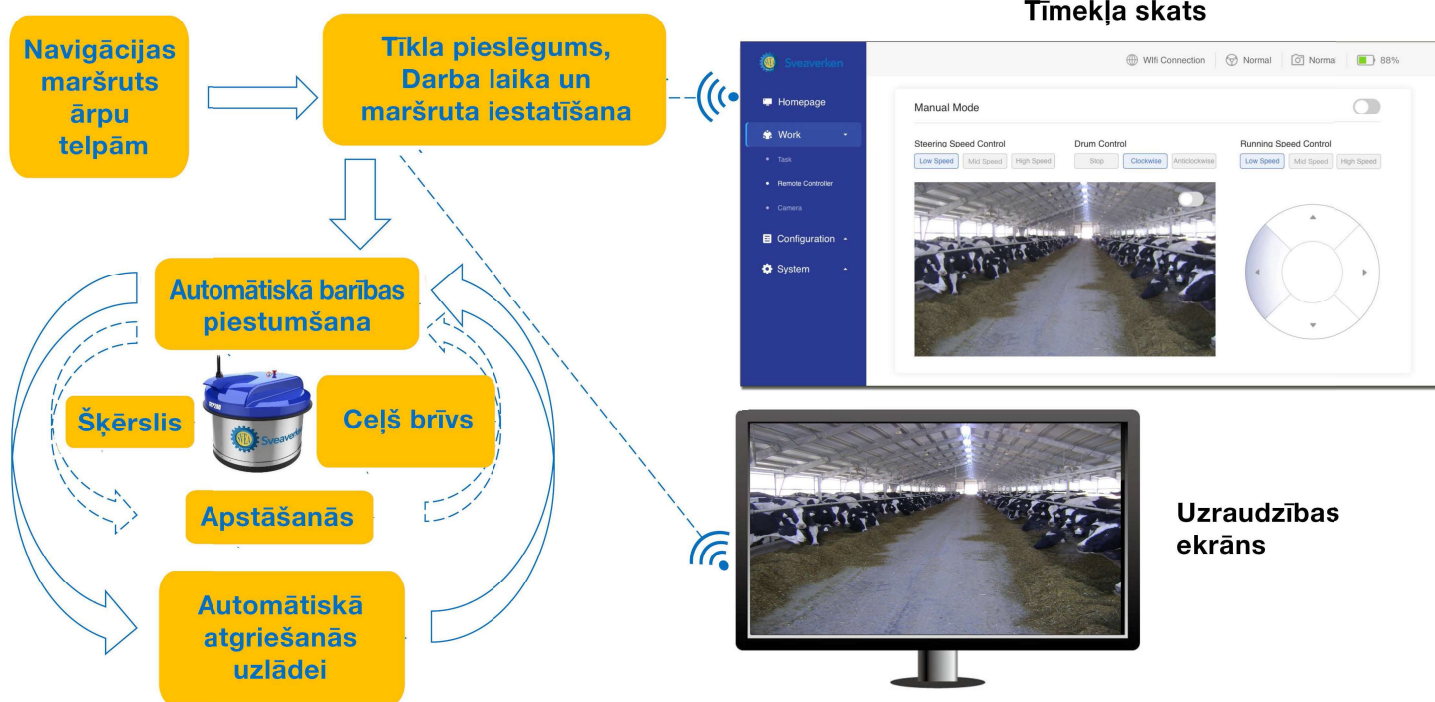 Tīmekļa skats
Navigācijas
maršruts
ārpu
telpām
Tīkla pieslēgums,
Darba laika un
maršruta iestatīšana
Automātiskā barības
piestumšana
Šķērslis
Ceļš brīvs
Apstāšanās
Automātiskā
atgriešanās
uzlādei
SVEA Sveaverken
Sveaverken
WIfi Connection
Normal
Norma
88%
Homepage
Work
Task
Remote Controller
Camera
Configuration
System
Manual Mode
Steering Speed Control
Low Speed Mid Speed High Speed
Drum Control
Stop Clockwise Anticlockwise
Running Speed Control
Low Speed Mid Speed High Speed
Uzraudzības
ekrāns